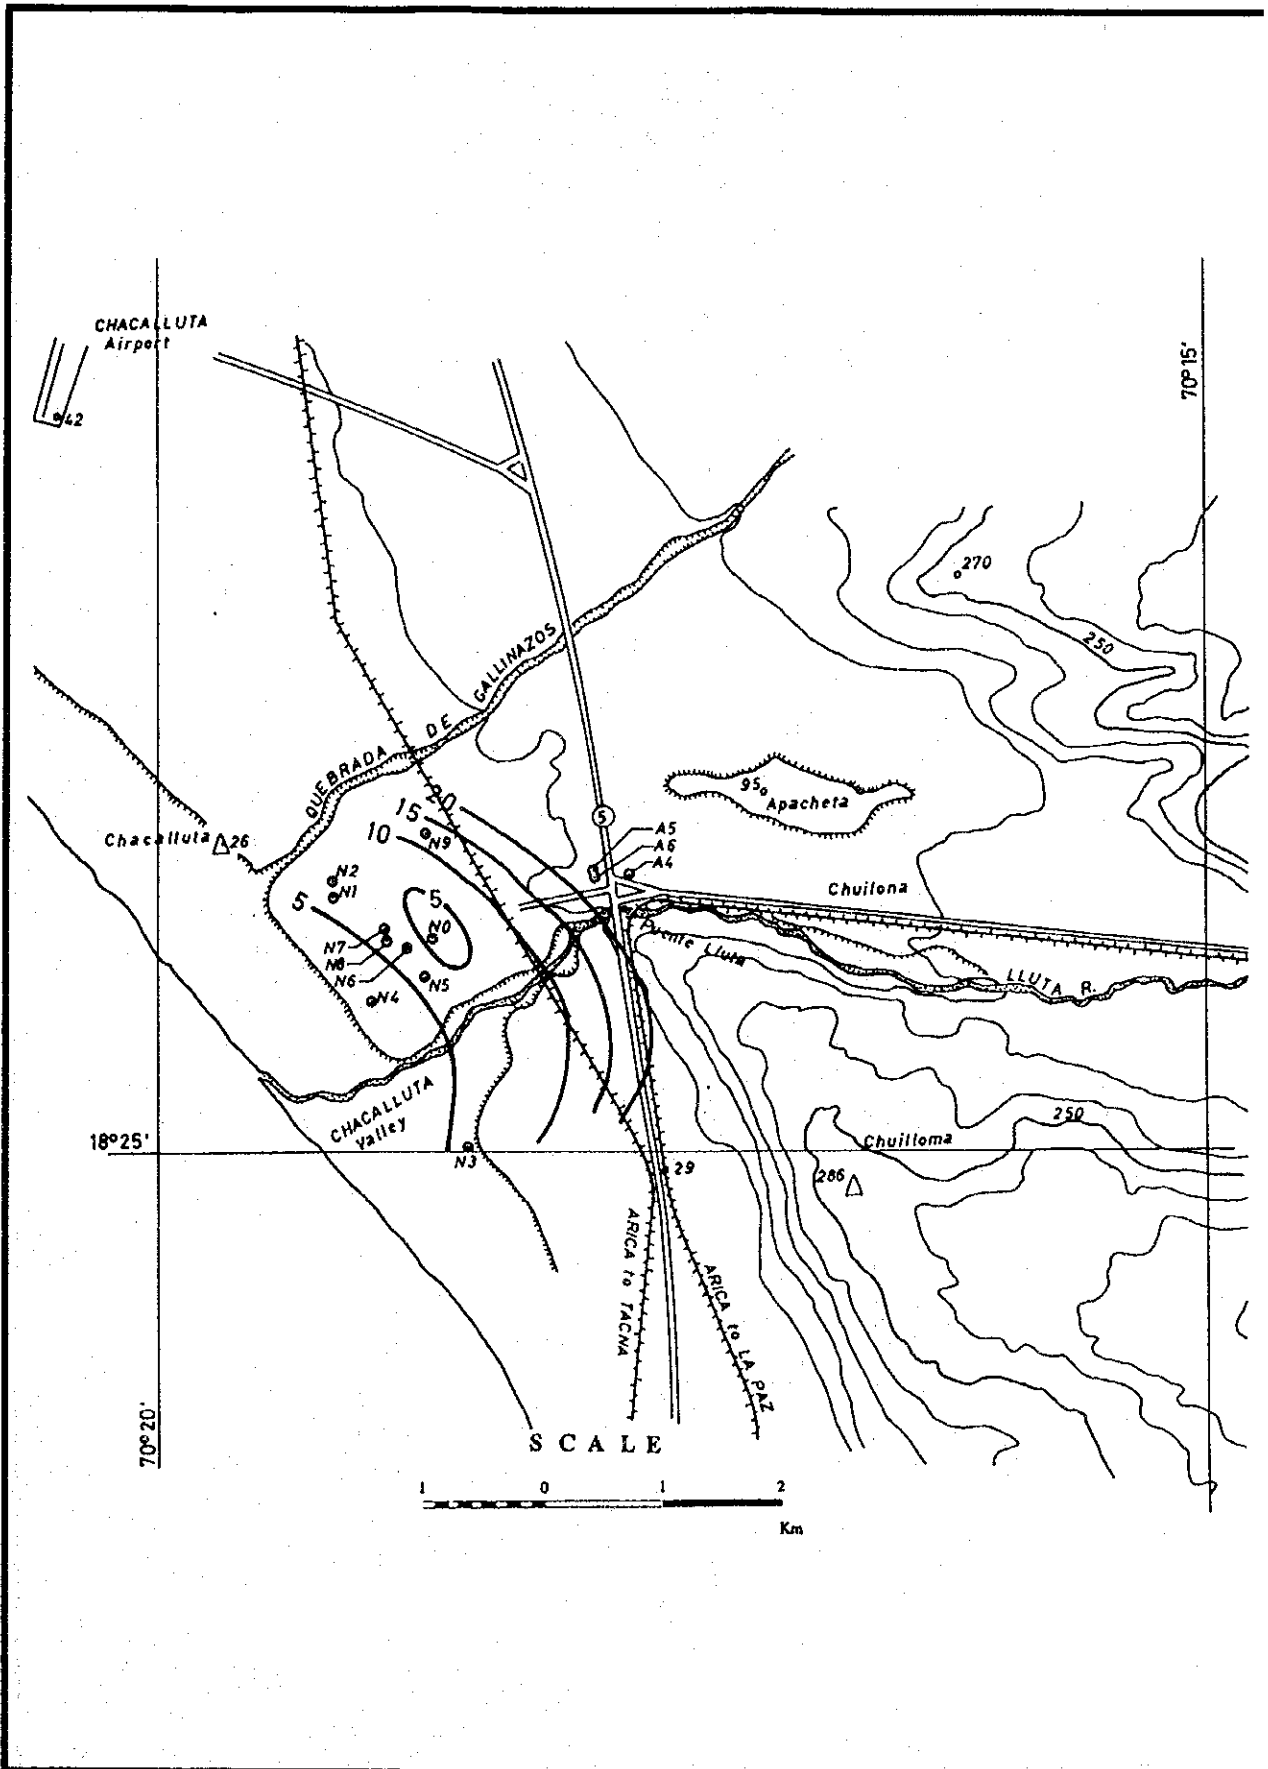 CHACALLUTA
Airport
42
70°15'
270
250
QUEBRADA DE GALLINAZOS
95
Apacheta
Chacalluta 26
20
15
10
5
5
5
N9
N2
N1
N0
N7
N8
N6
N5
N4
A5
A6
A4
Chuilona
Puente Lluta
LLUTA R.
CHACALLUTA
Valley
18°25'
N3
29
250
Chuilloma
286
ARICA to TACNA
ARICA to LA PAZ
70°20'
SCALE
1 0 1 2
Km